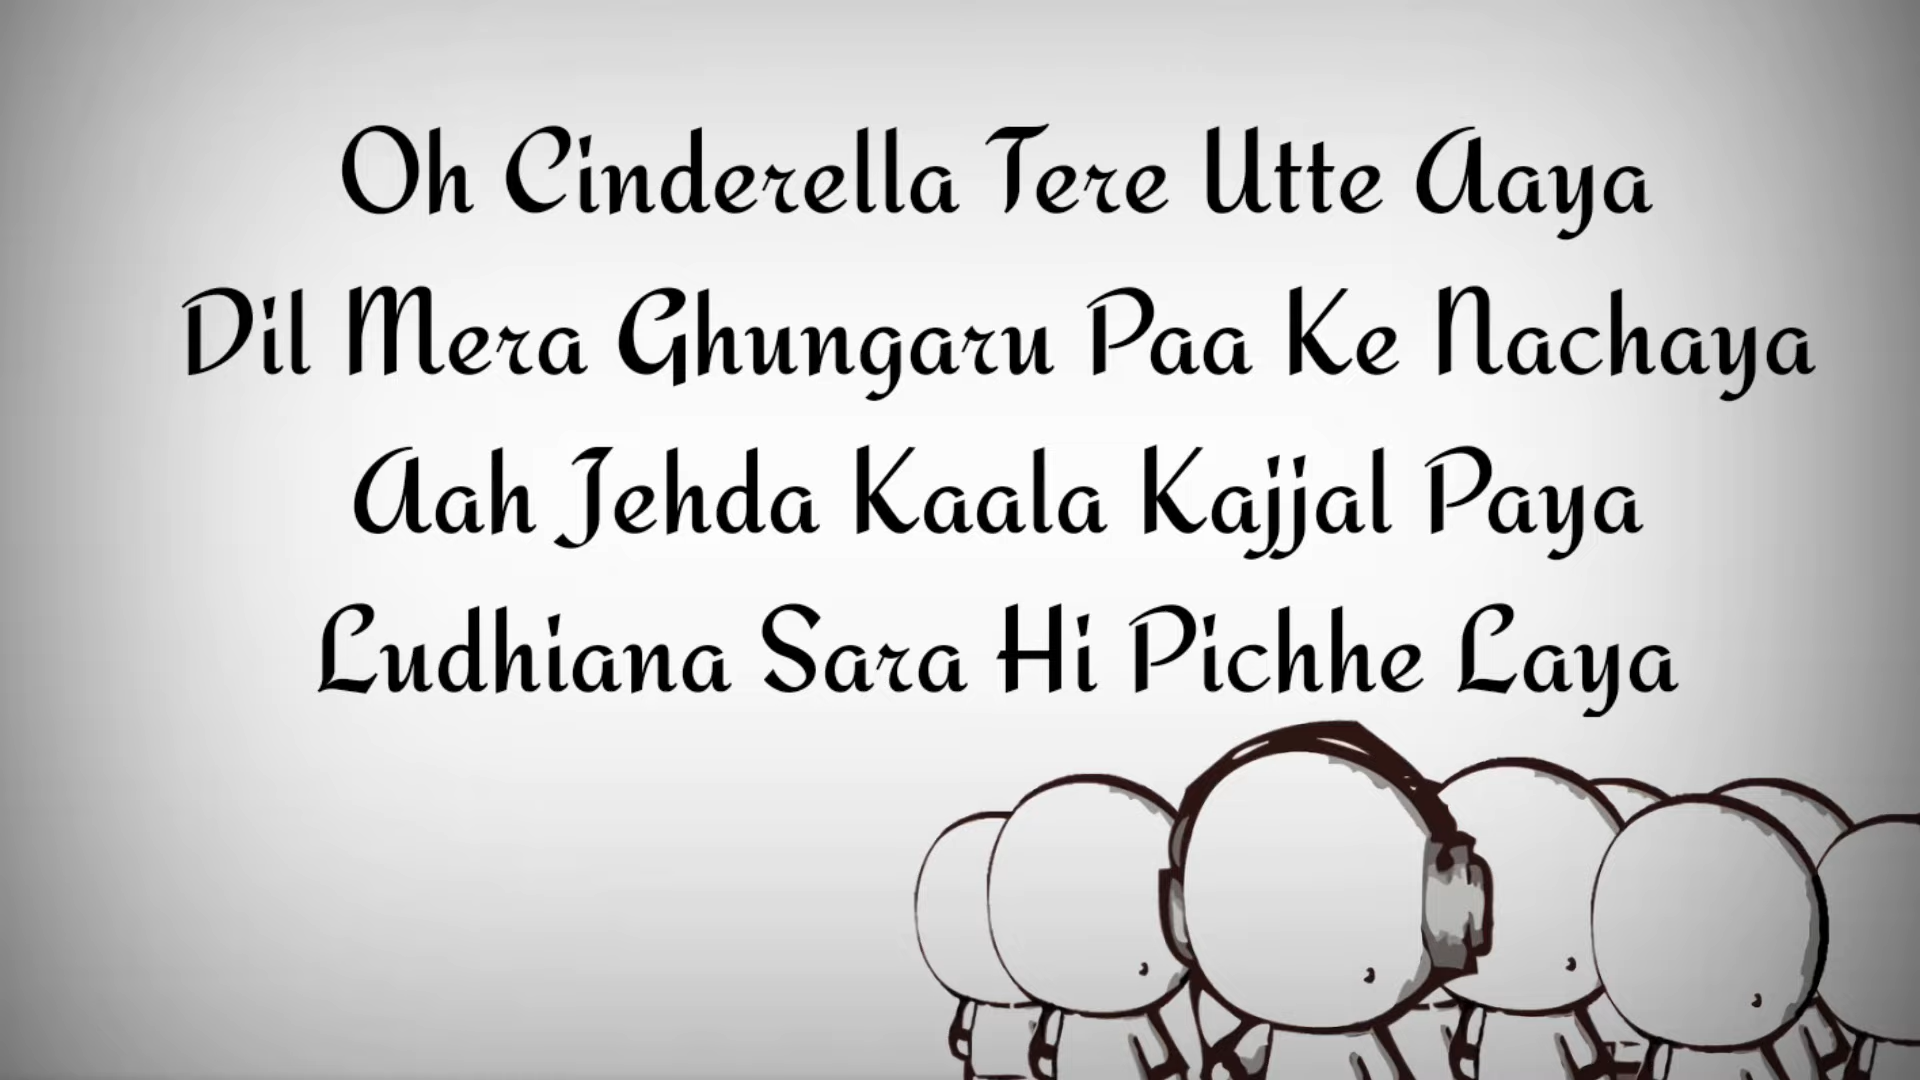 Oh Cinderella Tere Utte Aaya
Dil Mera Ghungaru Paa Ke Nachaya
Aah Jehda Kaala Kajjal Paya
Ludhiana Sara Hi Pichhe Laya